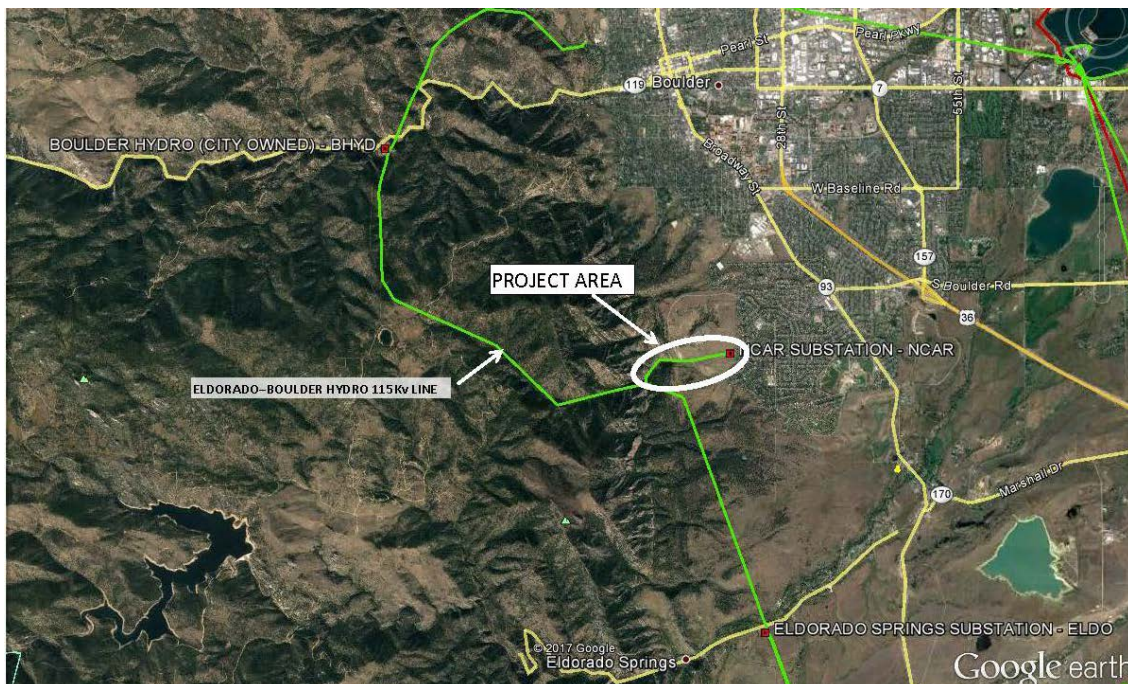 Pearl St
Pearl Pkwy
119
Boulder
7
55th St
28th St
Broadway St
BOULDER HYDRO (CITY OWNED) - BHYD
W Baseline Rd
157
PROJECT AREA
93
S Boulder Rd
36
NCAR SUBSTATION - NCAR
ELDORADO–BOULDER HYDRO 115Kv LINE
170
Marshall Dr
ELDORADO SPRINGS SUBSTATION - ELDO
© 2017 Google
Eldorado Springs
Google earth